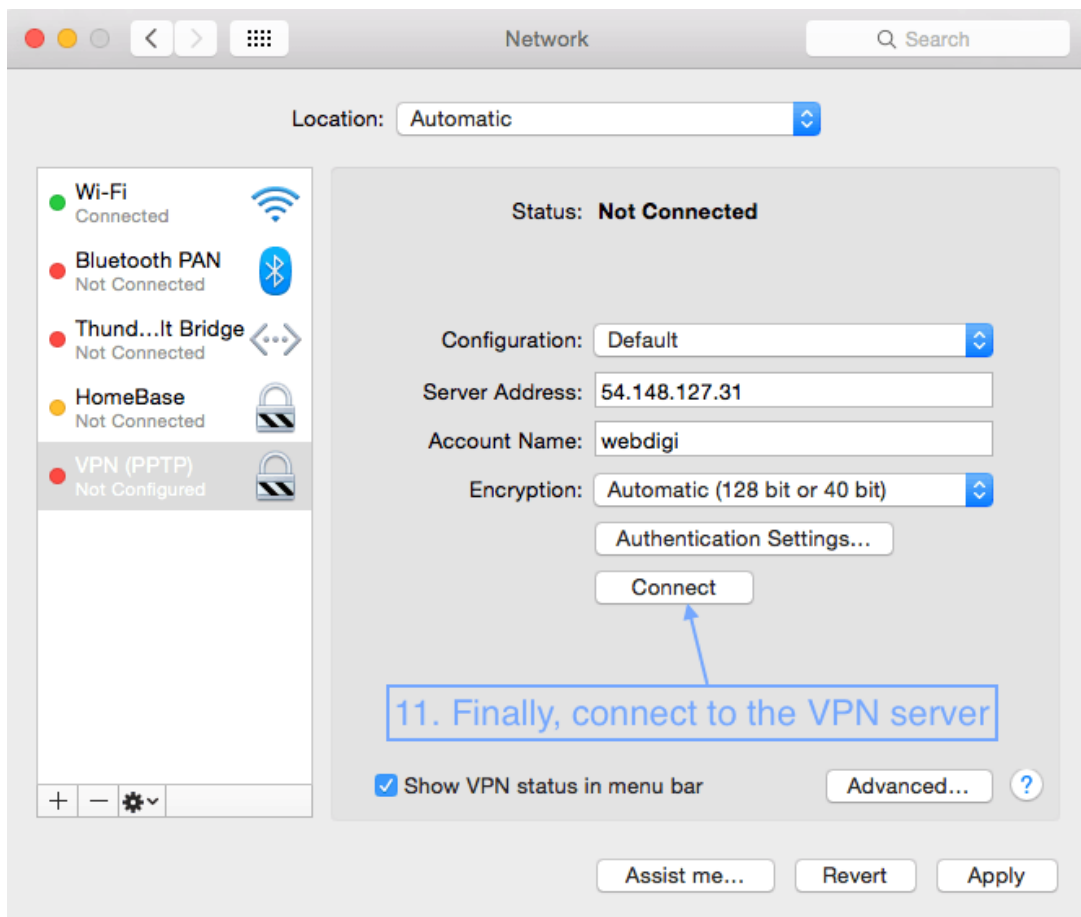 Network
Search
Location: Automatic
Wi-Fi
Connected
Bluetooth PAN
Not Connected
Thund...lt Bridge
Not Connected
HomeBase
Not Connected
VPN (PPTP)
Not Configured
Status: Not Connected
Configuration: Default
Server Address: 54.148.127.31
Account Name: webdigi
Encryption: Automatic (128 bit or 40 bit)
Authentication Settings...
Connect
11. Finally, connect to the VPN server
Show VPN status in menu bar
Advanced...
?
Assist me...
Revert
Apply